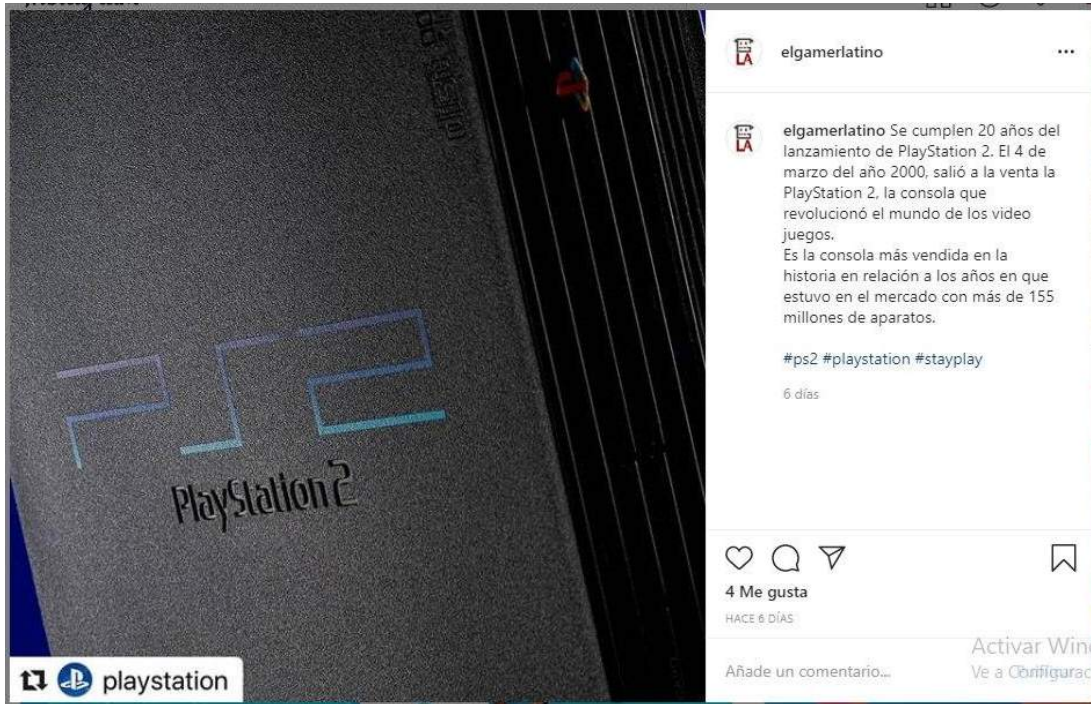 PS2
PlayStation 2
playstation
elgamerlatino
elgamerlatino Se cumplen 20 años del
lanzamiento de PlayStation 2. El 4 de
marzo del año 2000, salió a la venta la
PlayStation 2, la consola que
revolucionó el mundo de los video
juegos.
Es la consola más vendida en la
historia en relación a los años en que
estuvo en el mercado con más de 155
millones de aparatos.
#ps2 #playstation #stayplay
6 días
4 Me gusta
HACE 6 DÍAS
Añade un comentario...
Activar Win
Ve a